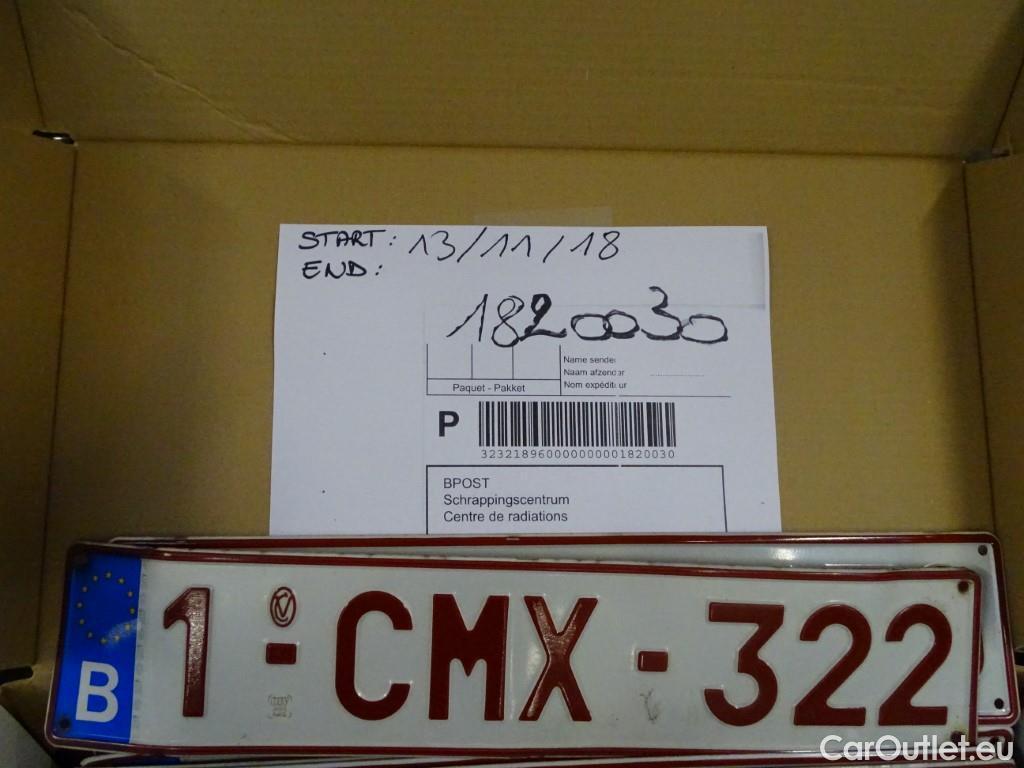 START: 13/11/18
END:
1820030
Name sender
Naam afzender
Nom expéditeur
Paquet - Pakket
P
323218960000000001820030
BPOST
Schrappingscentrum
Centre de radiations
B 1-CMX-322
CarOutlet.eu